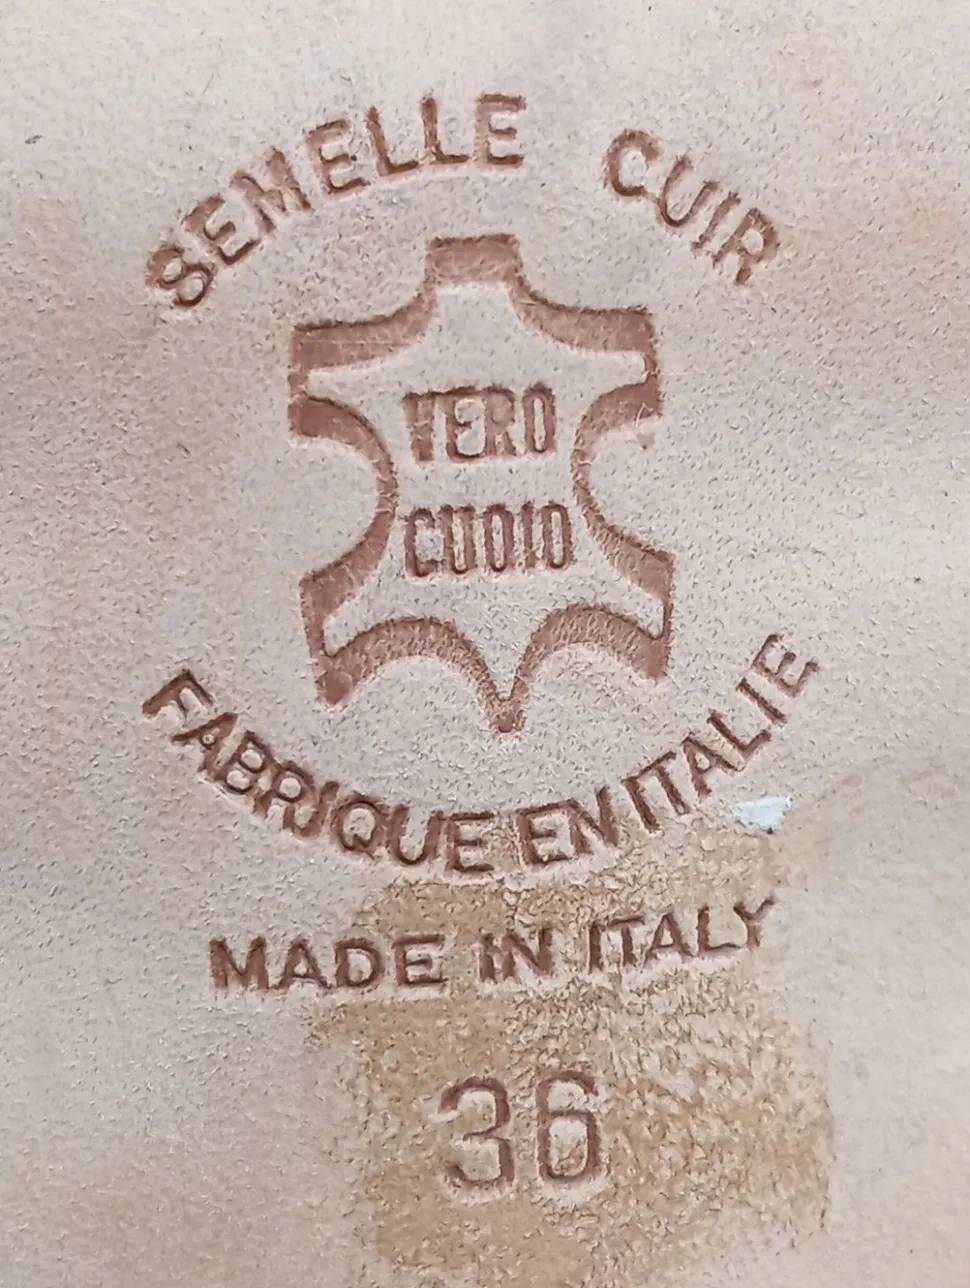 SEMELLE CUIR
VERO
CUOIO
FABRIQUE EN ITALIE
MADE IN ITALY
36